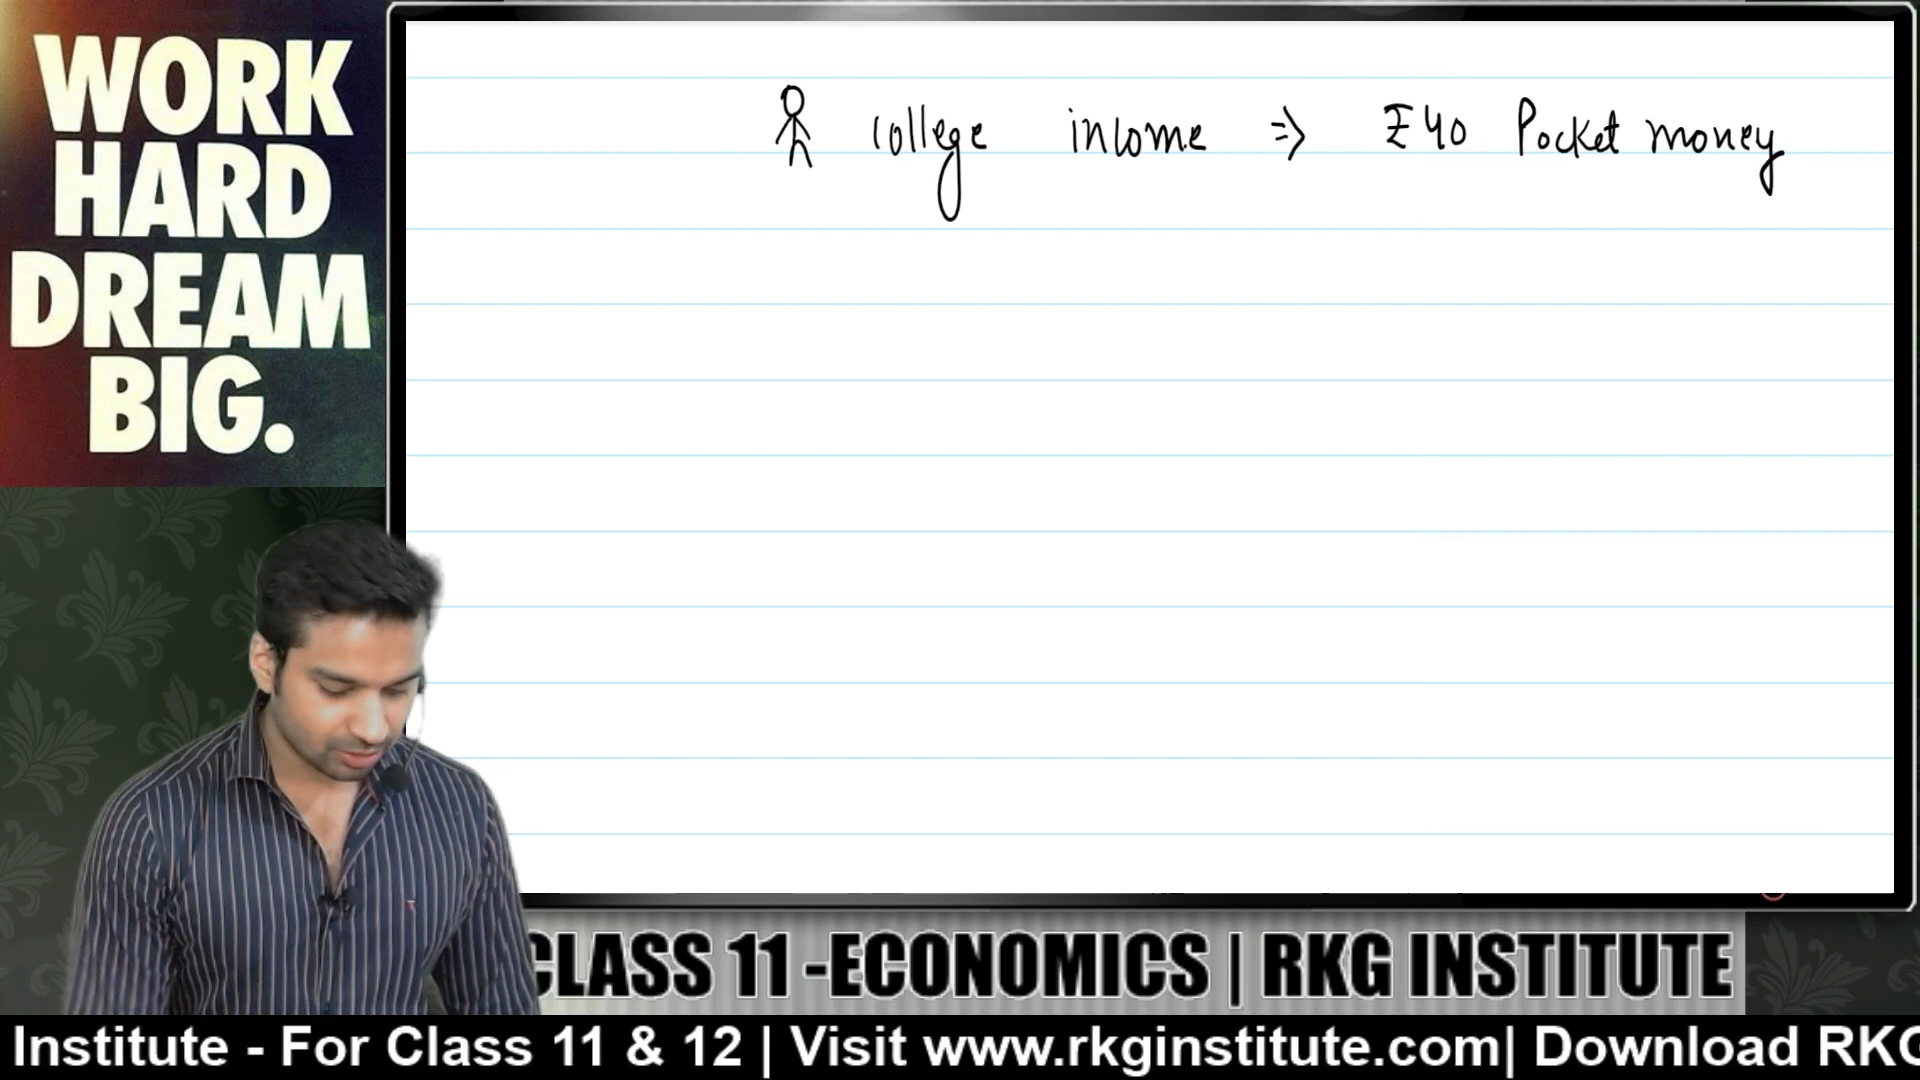 WORK
HARD
DREAM
BIG.
college income => ₹40 Pocket money
CLASS 11 -ECONOMICS | RKG INSTITUTE
Institute - For Class 11 & 12 | Visit www.rkginstitute.com| Download RKG